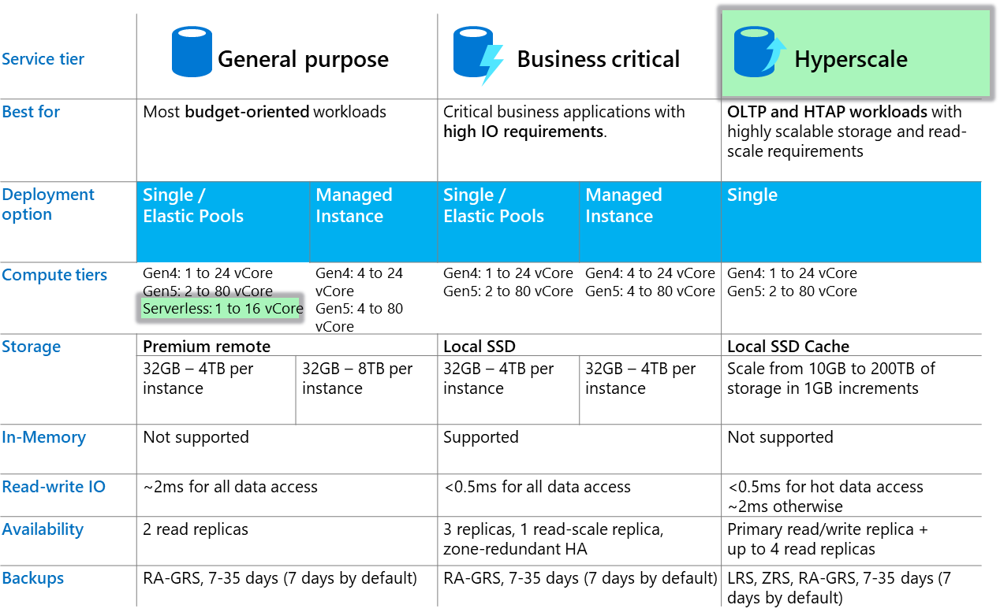 Service tier
General purpose
Business critical
Hyperscale
Best for
Most budget-oriented workloads
Critical business applications with
high IO requirements.
OLTP and HTAP workloads with
highly scalable storage and read-
scale requirements
Deployment
option
Single /
Elastic Pools
Managed
Instance
Single /
Elastic Pools
Managed
Instance
Single
Compute tiers
Gen4: 1 to 24 vCore
Gen5: 2 to 80 vCore
Serverless: 1 to 16 vCore
Gen4: 4 to 24
vCore
Gen5: 4 to 80
vCore
Gen4: 1 to 24 vCore
Gen5: 2 to 80 vCore
Gen4: 4 to 24 vCore
Gen5: 4 to 80 vCore
Gen4: 1 to 24 vCore
Gen5: 2 to 80 vCore
Storage
Premium remote
Local SSD
Local SSD Cache
32GB – 4TB per
instance
32GB – 8TB per
instance
32GB – 4TB per
instance
32GB – 4TB per
instance
Scale from 10GB to 200TB of
storage in 1GB increments
In-Memory
Not supported
Supported
Not supported
Read-write IO
~2ms for all data access
<0.5ms for all data access
<0.5ms for hot data access
~2ms otherwise
Availability
2 read replicas
3 replicas, 1 read-scale replica,
zone-redundant HA
Primary read/write replica +
up to 4 read replicas
Backups
RA-GRS, 7-35 days (7 days by default)
RA-GRS, 7-35 days (7 days by default)
LRS, ZRS, RA-GRS, 7-35 days (7
days by default)